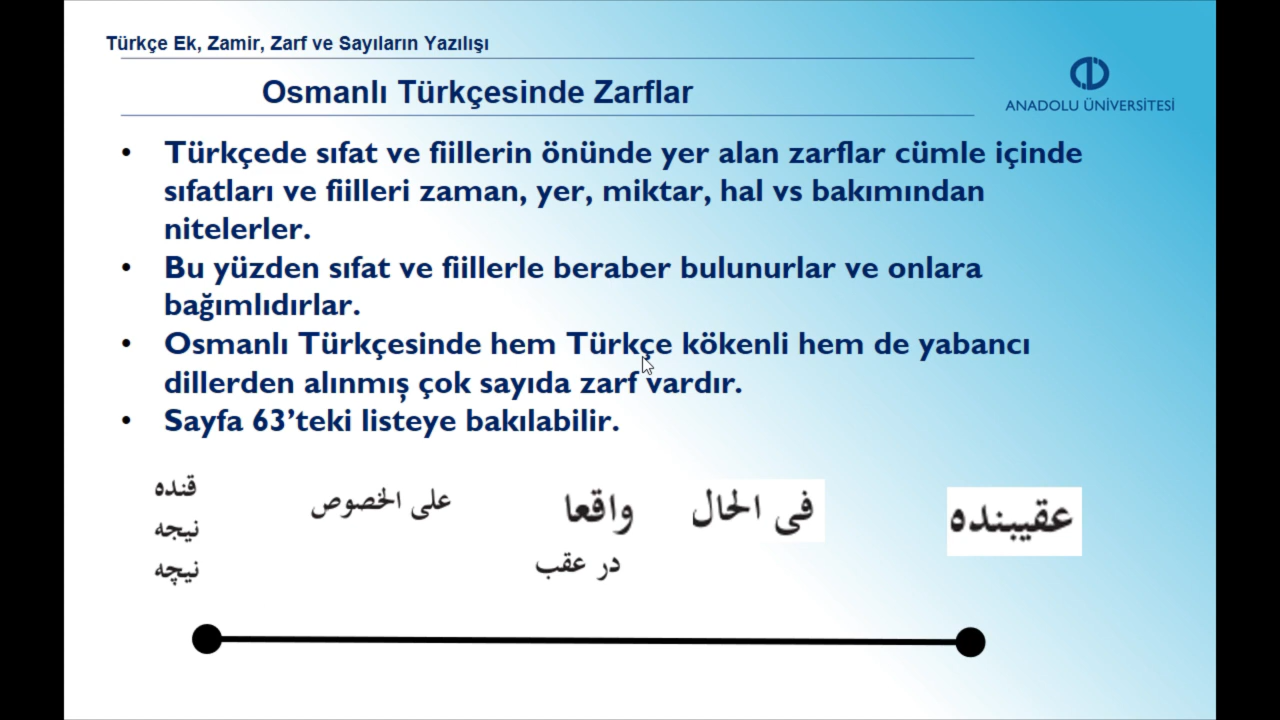 Türkçe Ek, Zamir, Zarf ve Sayıların Yazılışı
Osmanlı Türkçesinde Zarflar
ANADOLU ÜNİVERSİTESİ
• Türkçede sıfat ve fiillerin önünde yer alan zarflar cümle içinde
sıfatları ve fiilleri zaman, yer, miktar, hal vs bakımından
nitelerler.
• Bu yüzden sıfat ve fiillerle beraber bulunurlar ve onlara
bağımlıdırlar.
• Osmanlı Türkçesinde hem Türkçe kökenli hem de yabancı
dillerden alınmış çok sayıda zarf vardır.
• Sayfa 63’teki listeye bakılabilir.
قنده
نیجه
نیچه
على الخصوص
واقعا
در عقب
فى الحال
عقیبنده